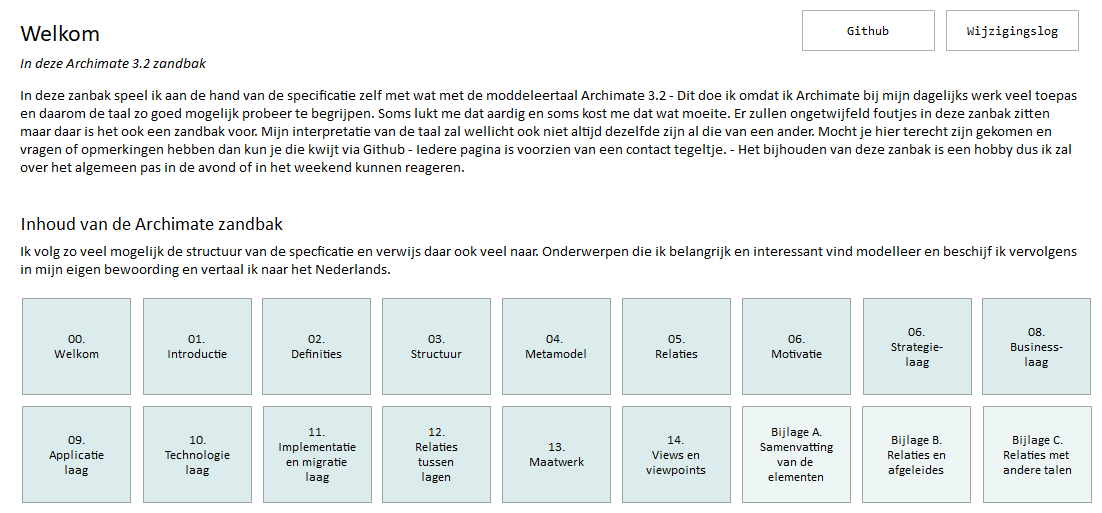 Welkom
Github
Wijzigingslog
In deze Archimate 3.2 zandbak
In deze zanbak speel ik aan de hand van de specificatie zelf met wat met de moddeleertaal Archimate 3.2 - Dit doe ik omdat ik Archimate bij mijn dagelijks werk veel toepas
en daarom de taal zo goed mogelijk probeer te begrijpen. Soms lukt me dat aardig en soms kost me dat wat moeite. Er zullen ongetwijfeld foutjes in deze zanbak zitten
maar daar is het ook een zandbak voor. Mijn interpretatie van de taal zal wellicht ook niet altijd dezelfde zijn al die van een ander. Mocht je hier terecht zijn gekomen en
vragen of opmerkingen hebben dan kun je die kwijt via Github - Iedere pagina is voorzien van een contact tegeltje. - Het bijhouden van deze zanbak is een hobby dus ik zal
over het algemeen pas in de avond of in het weekend kunnen reageren.
Inhoud van de Archimate zandbak
Ik volg zo veel mogelijk de structuur van de specficatie en verwijs daar ook veel naar. Onderwerpen die ik belangrijk en interessant vind modelleer en beschijf ik vervolgens
in mijn eigen bewoording en vertaal ik naar het Nederlands.
00.
Welkom
01.
Introductie
02.
Definities
03.
Structuur
04.
Metamodel
05.
Relaties
06.
Motivatie
06.
Strategie-
laag
08.
Business-
laag
09.
Applicatie
laag
10.
Technologie
laag
11.
Implementatie
en migratie
laag
12.
Relaties
tussen
lagen
13.
Maatwerk
14.
Views en
viewpoints
Bijlage A.
Samenvatting
van de
elementen
Bijlage B.
Relaties en
afgeleides
Bijlage C.
Relaties met
andere talen